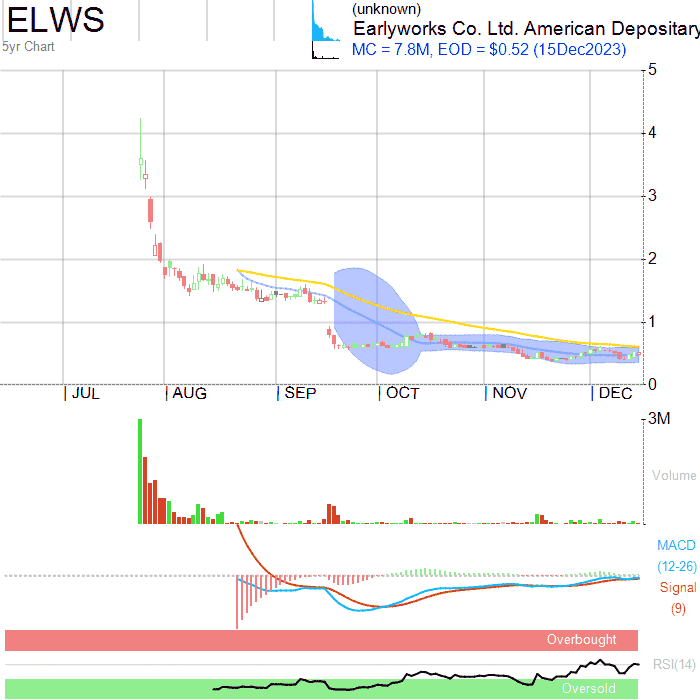 ELWS
(unknown)
Earlyworks Co. Ltd. American Depositary
5yr Chart
MC = 7.8M, EOD = $0.52 (15Dec2023)
5
4
3
2
1
0
JUL AUG SEP OCT NOV DEC
3M
Volume
MACD
(12-26)
Signal
(9)
Overbought
RSI(14)
Oversold